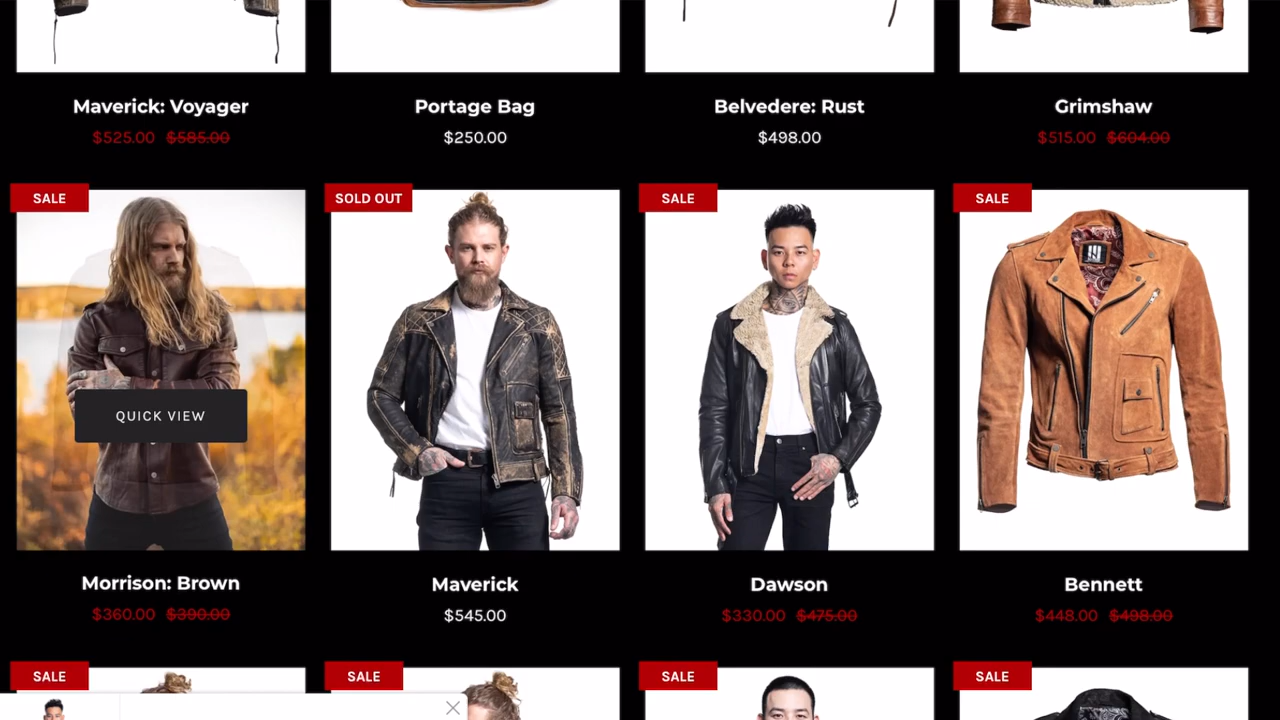 Maverick: Voyager
$525.00 $585.00
Portage Bag
$250.00
Belvedere: Rust
$498.00
Grimshaw
$515.00 $604.00
SALE
SOLD OUT
SALE
SALE
QUICK VIEW
Morrison: Brown
$360.00 $390.00
Maverick
$545.00
Dawson
$330.00 $475.00
Bennett
$448.00 $498.00
SALE
SALE
SALE
SALE